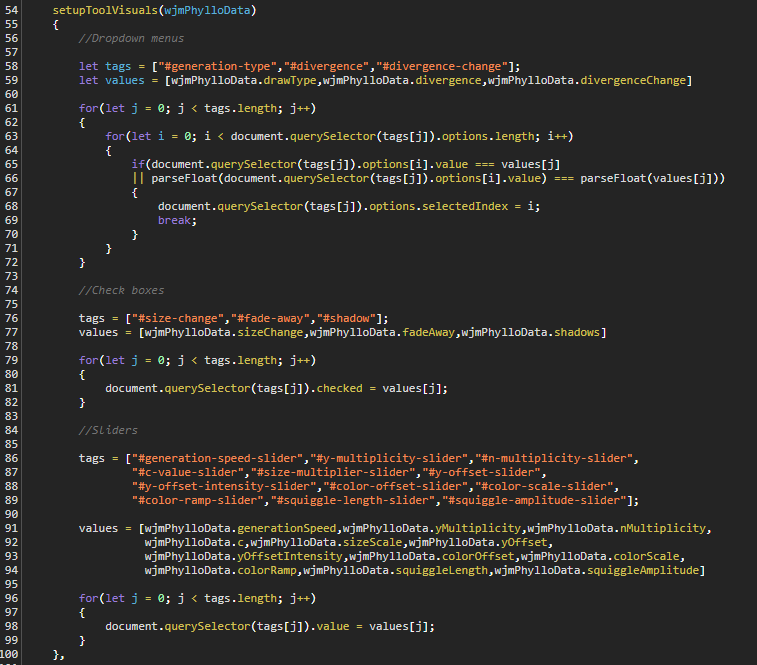 54 setupToolVisuals(wjmPhylloData)
55 {
56 //Dropdown menus
57
58 let tags = ["#generation-type","#divergence","#divergence-change"];
59 let values = [wjmPhylloData.drawType,wjmPhylloData.divergence,wjmPhylloData.divergenceChange]
60
61 for(let j = 0; j < tags.length; j++)
62 {
63 for(let i = 0; i < document.querySelector(tags[j]).options.length; i++)
64 {
65 if(document.querySelector(tags[j]).options[i].value === values[j]
66 || parseFloat(document.querySelector(tags[j]).options[i].value) === parseFloat(values[j]))
67 {
68 document.querySelector(tags[j]).options.selectedIndex = i;
69 break;
70 }
71 }
72 }
73
74 //Check boxes
75
76 tags = ["#size-change","#fade-away","#shadow"];
77 values = [wjmPhylloData.sizeChange,wjmPhylloData.fadeAway,wjmPhylloData.shadows]
78
79 for(let j = 0; j < tags.length; j++)
80 {
81 document.querySelector(tags[j]).checked = values[j];
82 }
83
84 //Sliders
85
86 tags = ["#generation-speed-slider","#y-multiplicity-slider","#n-multiplicity-slider",
87 "#c-value-slider","#size-multiplier-slider","#y-offset-slider",
88 "#y-offset-intensity-slider","#color-offset-slider","#color-scale-slider",
89 "#color-ramp-slider","#squiggle-length-slider","#squiggle-amplitude-slider"];
90
91 values = [wjmPhylloData.generationSpeed,wjmPhylloData.yMultiplicity,wjmPhylloData.nMultiplicity,
92 wjmPhylloData.c,wjmPhylloData.sizeScale,wjmPhylloData.yOffset,
93 wjmPhylloData.yOffsetIntensity,wjmPhylloData.colorOffset,wjmPhylloData.colorScale,
94 wjmPhylloData.colorRamp,wjmPhylloData.squiggleLength,wjmPhylloData.squiggleAmplitude]
95
96 for(let j = 0; j < tags.length; j++)
97 {
98 document.querySelector(tags[j]).value = values[j];
99 }
100 },